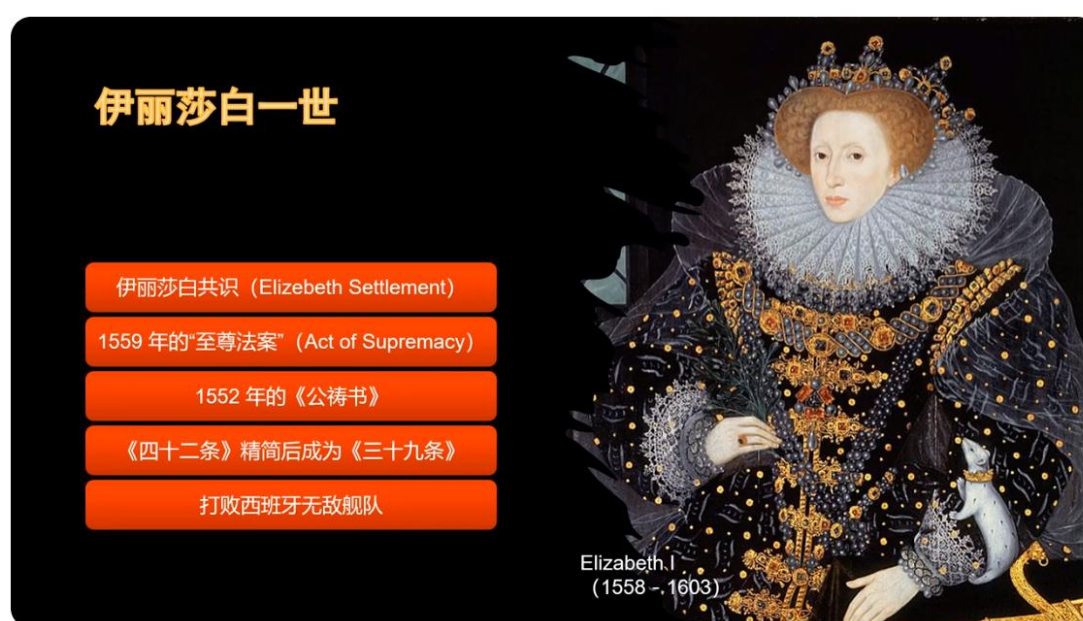 伊丽莎白一世
伊丽莎白共识（Elizebeth Settlement）
1559 年的“至尊法案”（Act of Supremacy）
1552 年的《公祷书》
《四十二条》精简后成为《三十九条》
打败西班牙无敌舰队
Elizabeth I
（1558 - 1603）